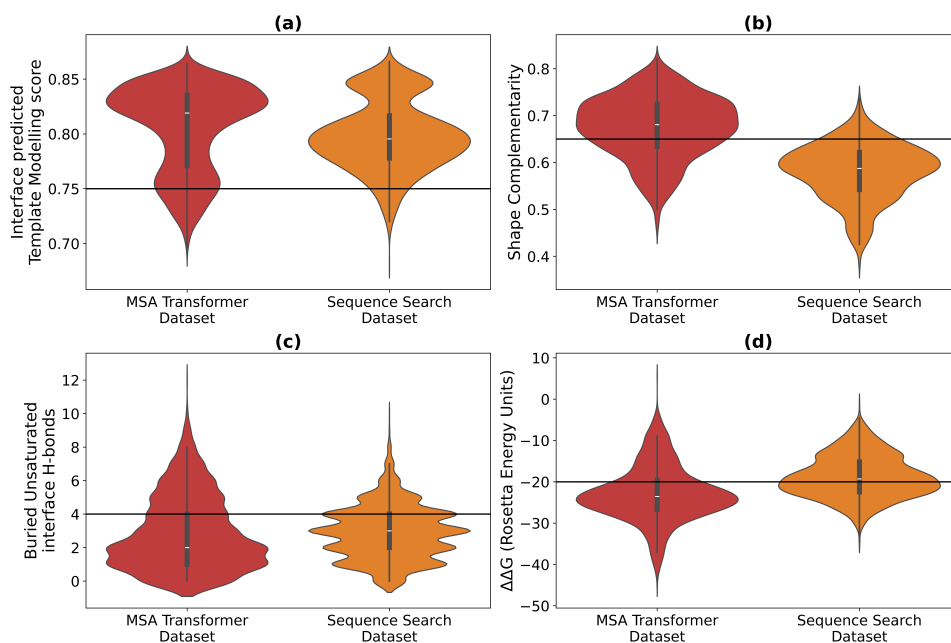 (a)
Interface predicted
Template Modelling score
0.85
0.80
0.75
0.70
MSA Transformer
Dataset
Sequence Search
Dataset
(b)
Shape Complementarity
0.8
0.7
0.6
0.5
0.4
MSA Transformer
Dataset
Sequence Search
Dataset
(c)
Buried Unsaturated
interface H-bonds
12
10
8
6
4
2
0
MSA Transformer
Dataset
Sequence Search
Dataset
(d)
ΔΔG (Rosetta Energy Units)
10
0
−10
−20
−30
−40
−50
MSA Transformer
Dataset
Sequence Search
Dataset